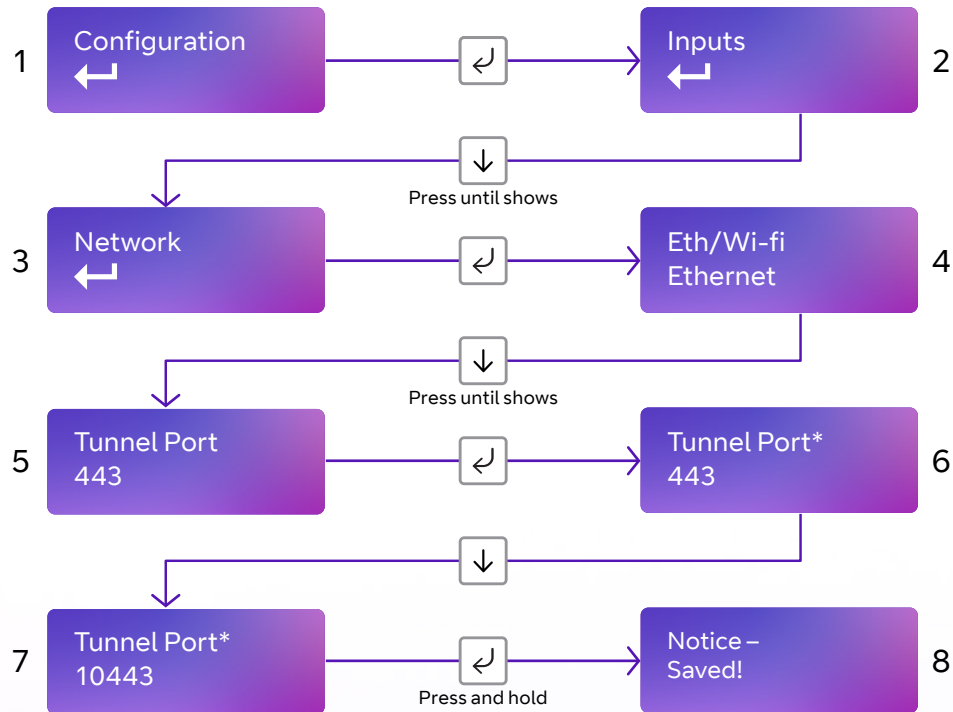 1
Configuration
Inputs
2
Press until shows
3
Network
Eth/Wi-fi
Ethernet
4
Press until shows
5
Tunnel Port
443
Tunnel Port*
443
6
7
Tunnel Port*
10443
Press and hold
Notice –
Saved!
8